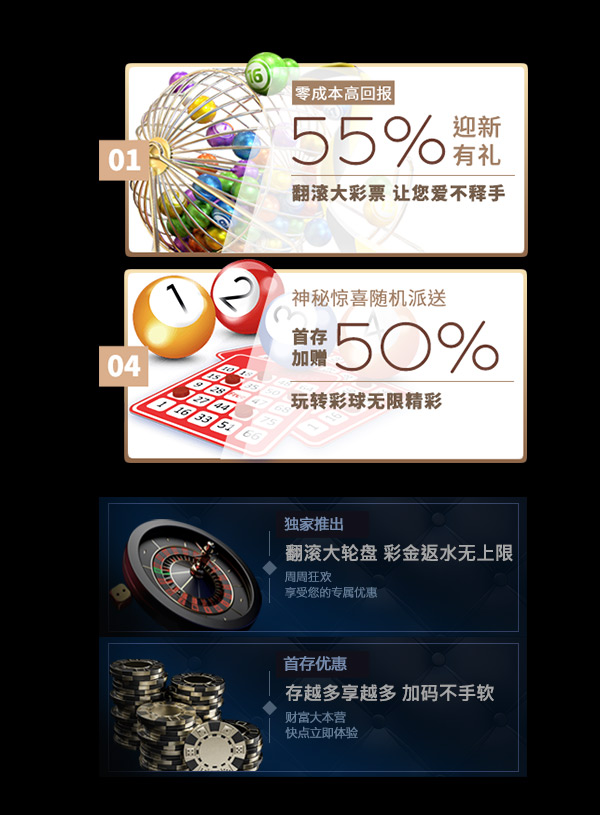 16
零成本高回报
55% 迎新有礼
01
翻滚大彩票 让您爱不释手
1 2
神秘惊喜随机派送
首存加赠 50%
04
玩转彩球无限精彩
独家推出
翻滚大轮盘 彩金返水无上限
周周狂欢
享受您的专属优惠
首存优惠
存越多享越多 加码不手软
财富大本营
快点立即体验